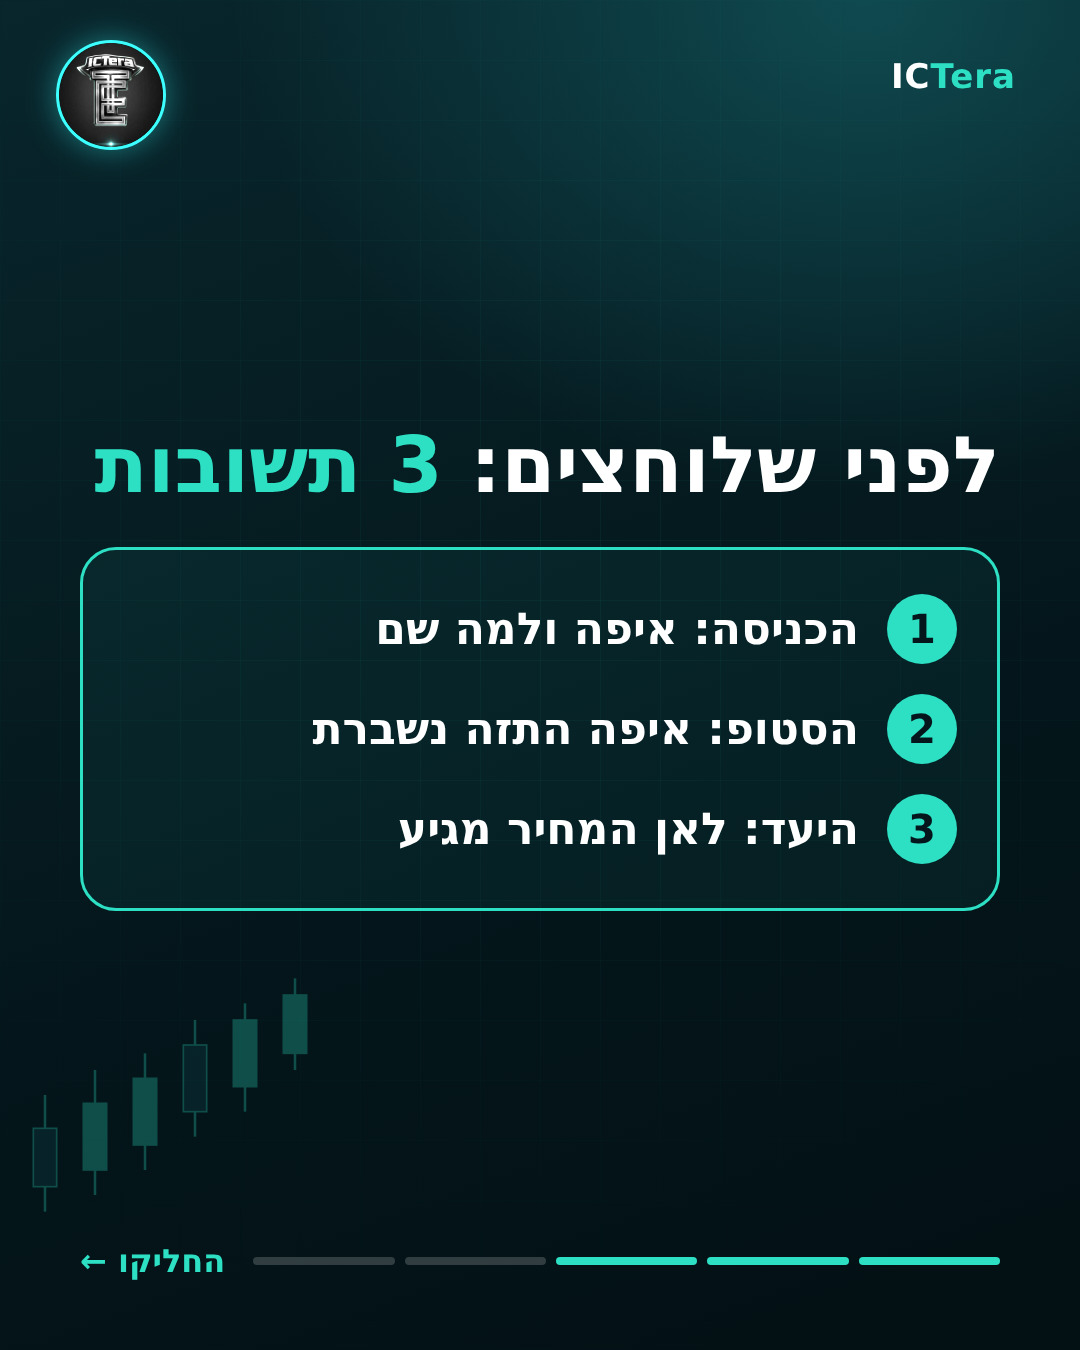 ICTera
ICTera
לפני שלוחצים: 3 תשובות
1 הכניסה: איפה ולמה שם
2 הסטופ: איפה התזה נשברת
3 היעד: לאן המחיר מגיע
החליקו ←